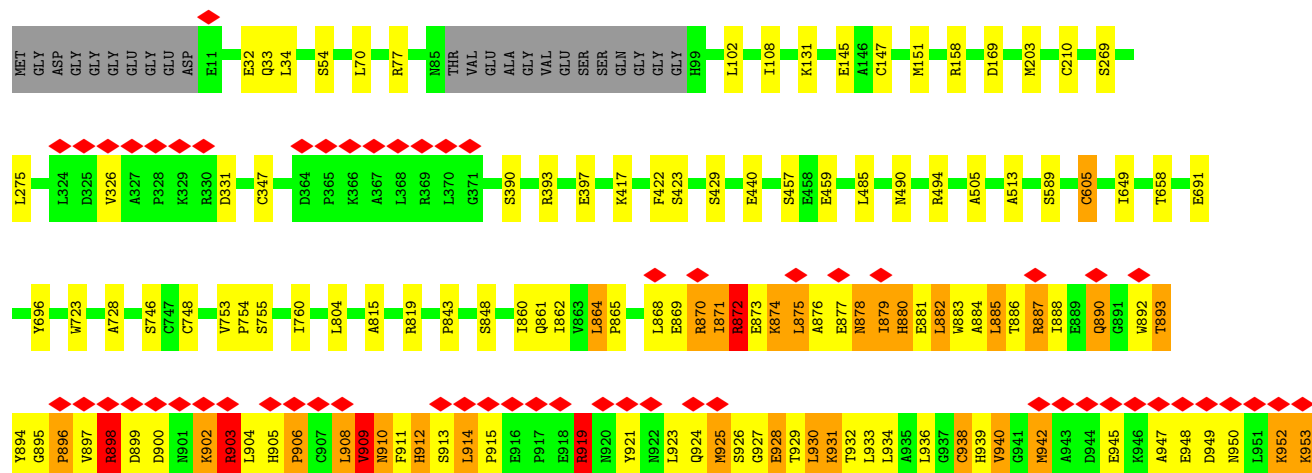 MET GLY ASP GLY GLY GLY GLU GLY GLU ASP E11 E32 Q33 L34 S54 L70 R77 N85 THR VAL GLU ALA GLY VAL GLU SER SER GLN GLY GLY GLY H99 L102 I108 K131 E145 A146 C147 M151 R158 D169 M203 C210 S269
L275 L324 D325 V326 A327 P328 K329 R330 D331 C347 D364 P365 K366 A367 L368 R369 L370 G371 S390 R393 E397 K417 F422 S423 S429 E440 S457 E458 E459 L485 N490 R494 A505 A513 S589 C605 I649 T658 E691
Y696 W723 A728 S746 C747 C748 V753 P754 S755 I760 L804 A815 R819 P843 S848 I860 Q861 I862 V863 L864 P865 L868 E869 R870 I871 R872 E873 K874 L875 A876 E877 N878 I879 H880 E881 L882 W883 A884 L885 T886 R887 I888 E889 Q890 G891 W892 T893
Y894 G895 P896 V897 R898 D899 D900 N901 K902 R903 L904 H905 P906 C907 L908 V909 N910 F911 H912 S913 L914 P915 E916 P917 E918 R919 N920 Y921 N922 L923 Q924 M925 S926 G927 E928 T929 L930 K931 T932 L933 L934 A935 L936 G937 C938 H939 V940 G941 M942 A943 D944 E945 K946 A947 E948 D949 N950 L951 K952 K953